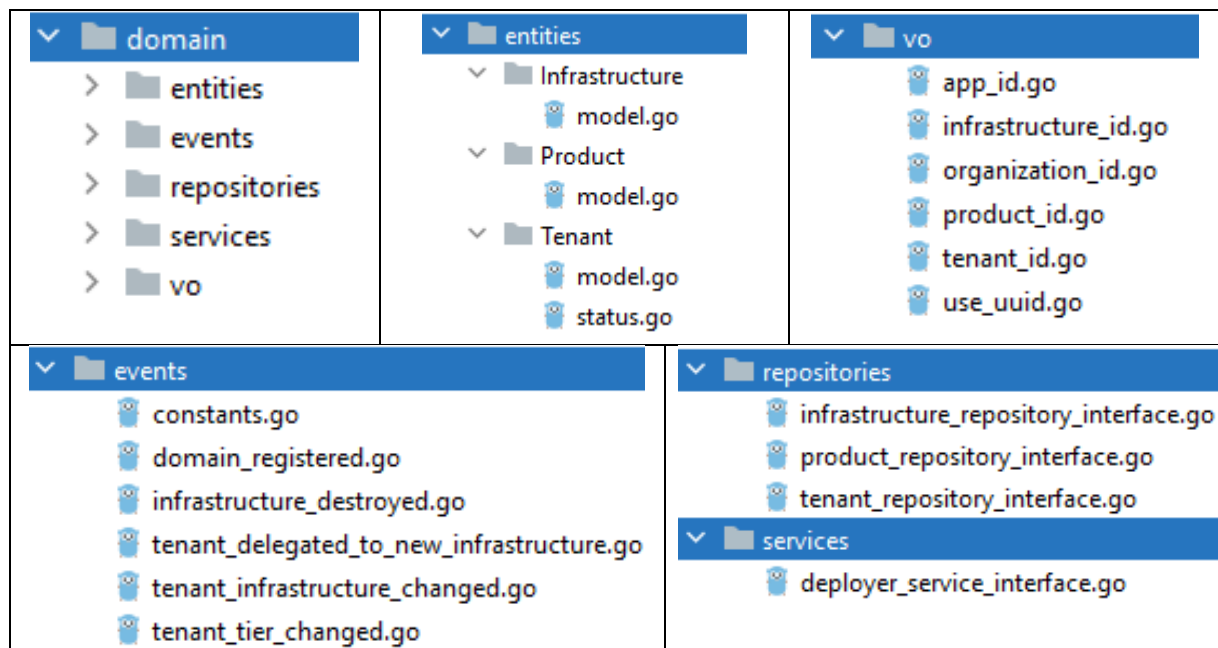 domain
entities
events
repositories
services
vo
entities
Infrastructure
model.go
Product
model.go
Tenant
model.go
status.go
vo
app_id.go
infrastructure_id.go
organization_id.go
product_id.go
tenant_id.go
use_uuid.go
events
constants.go
domain_registered.go
infrastructure_destroyed.go
tenant_delegated_to_new_infrastructure.go
tenant_infrastructure_changed.go
tenant_tier_changed.go
repositories
infrastructure_repository_interface.go
product_repository_interface.go
tenant_repository_interface.go
services
deployer_service_interface.go